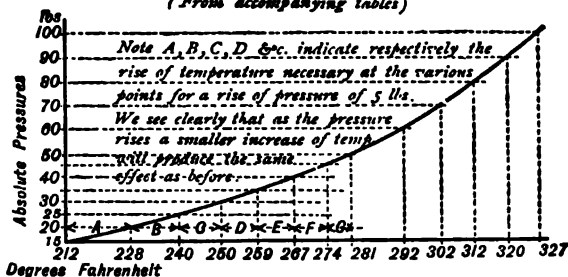 (From accompanying tables)
lbs
100
90
80
70
60
50
40
30
25
20
15
Absolute Pressures
Note A, B, C, D &c. indicate respectively the
rise of temperature necessary at the various
points for a rise of pressure of 5 lbs.
We see clearly that as the pressure
rises a smaller increase of temp
will produce the same
effect as before
A B C D E F G
212 228 240 250 259 267 274 281 292 302 312 320 327
Degrees Fahrenheit